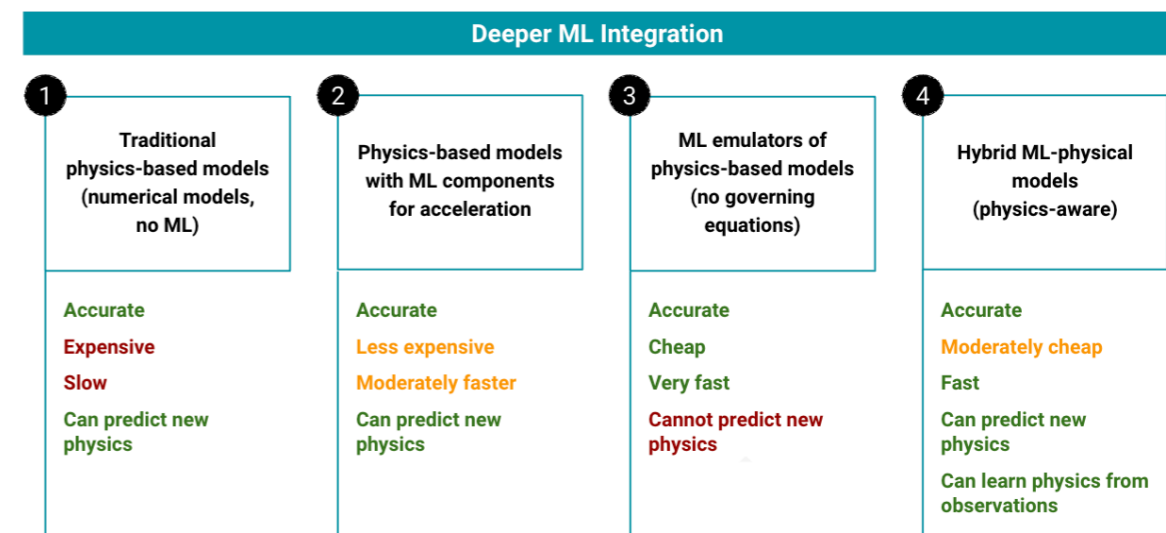 Deeper ML Integration
1
Traditional
physics-based models
(numerical models,
no ML)
Accurate
Expensive
Slow
Can predict new
physics
2
Physics-based models
with ML components
for acceleration
Accurate
Less expensive
Moderately faster
Can predict new
physics
3
ML emulators of
physics-based models
(no governing
equations)
Accurate
Cheap
Very fast
Cannot predict new
physics
4
Hybrid ML-physical
models
(physics-aware)
Accurate
Moderately cheap
Fast
Can predict new
physics
Can learn physics from
observations